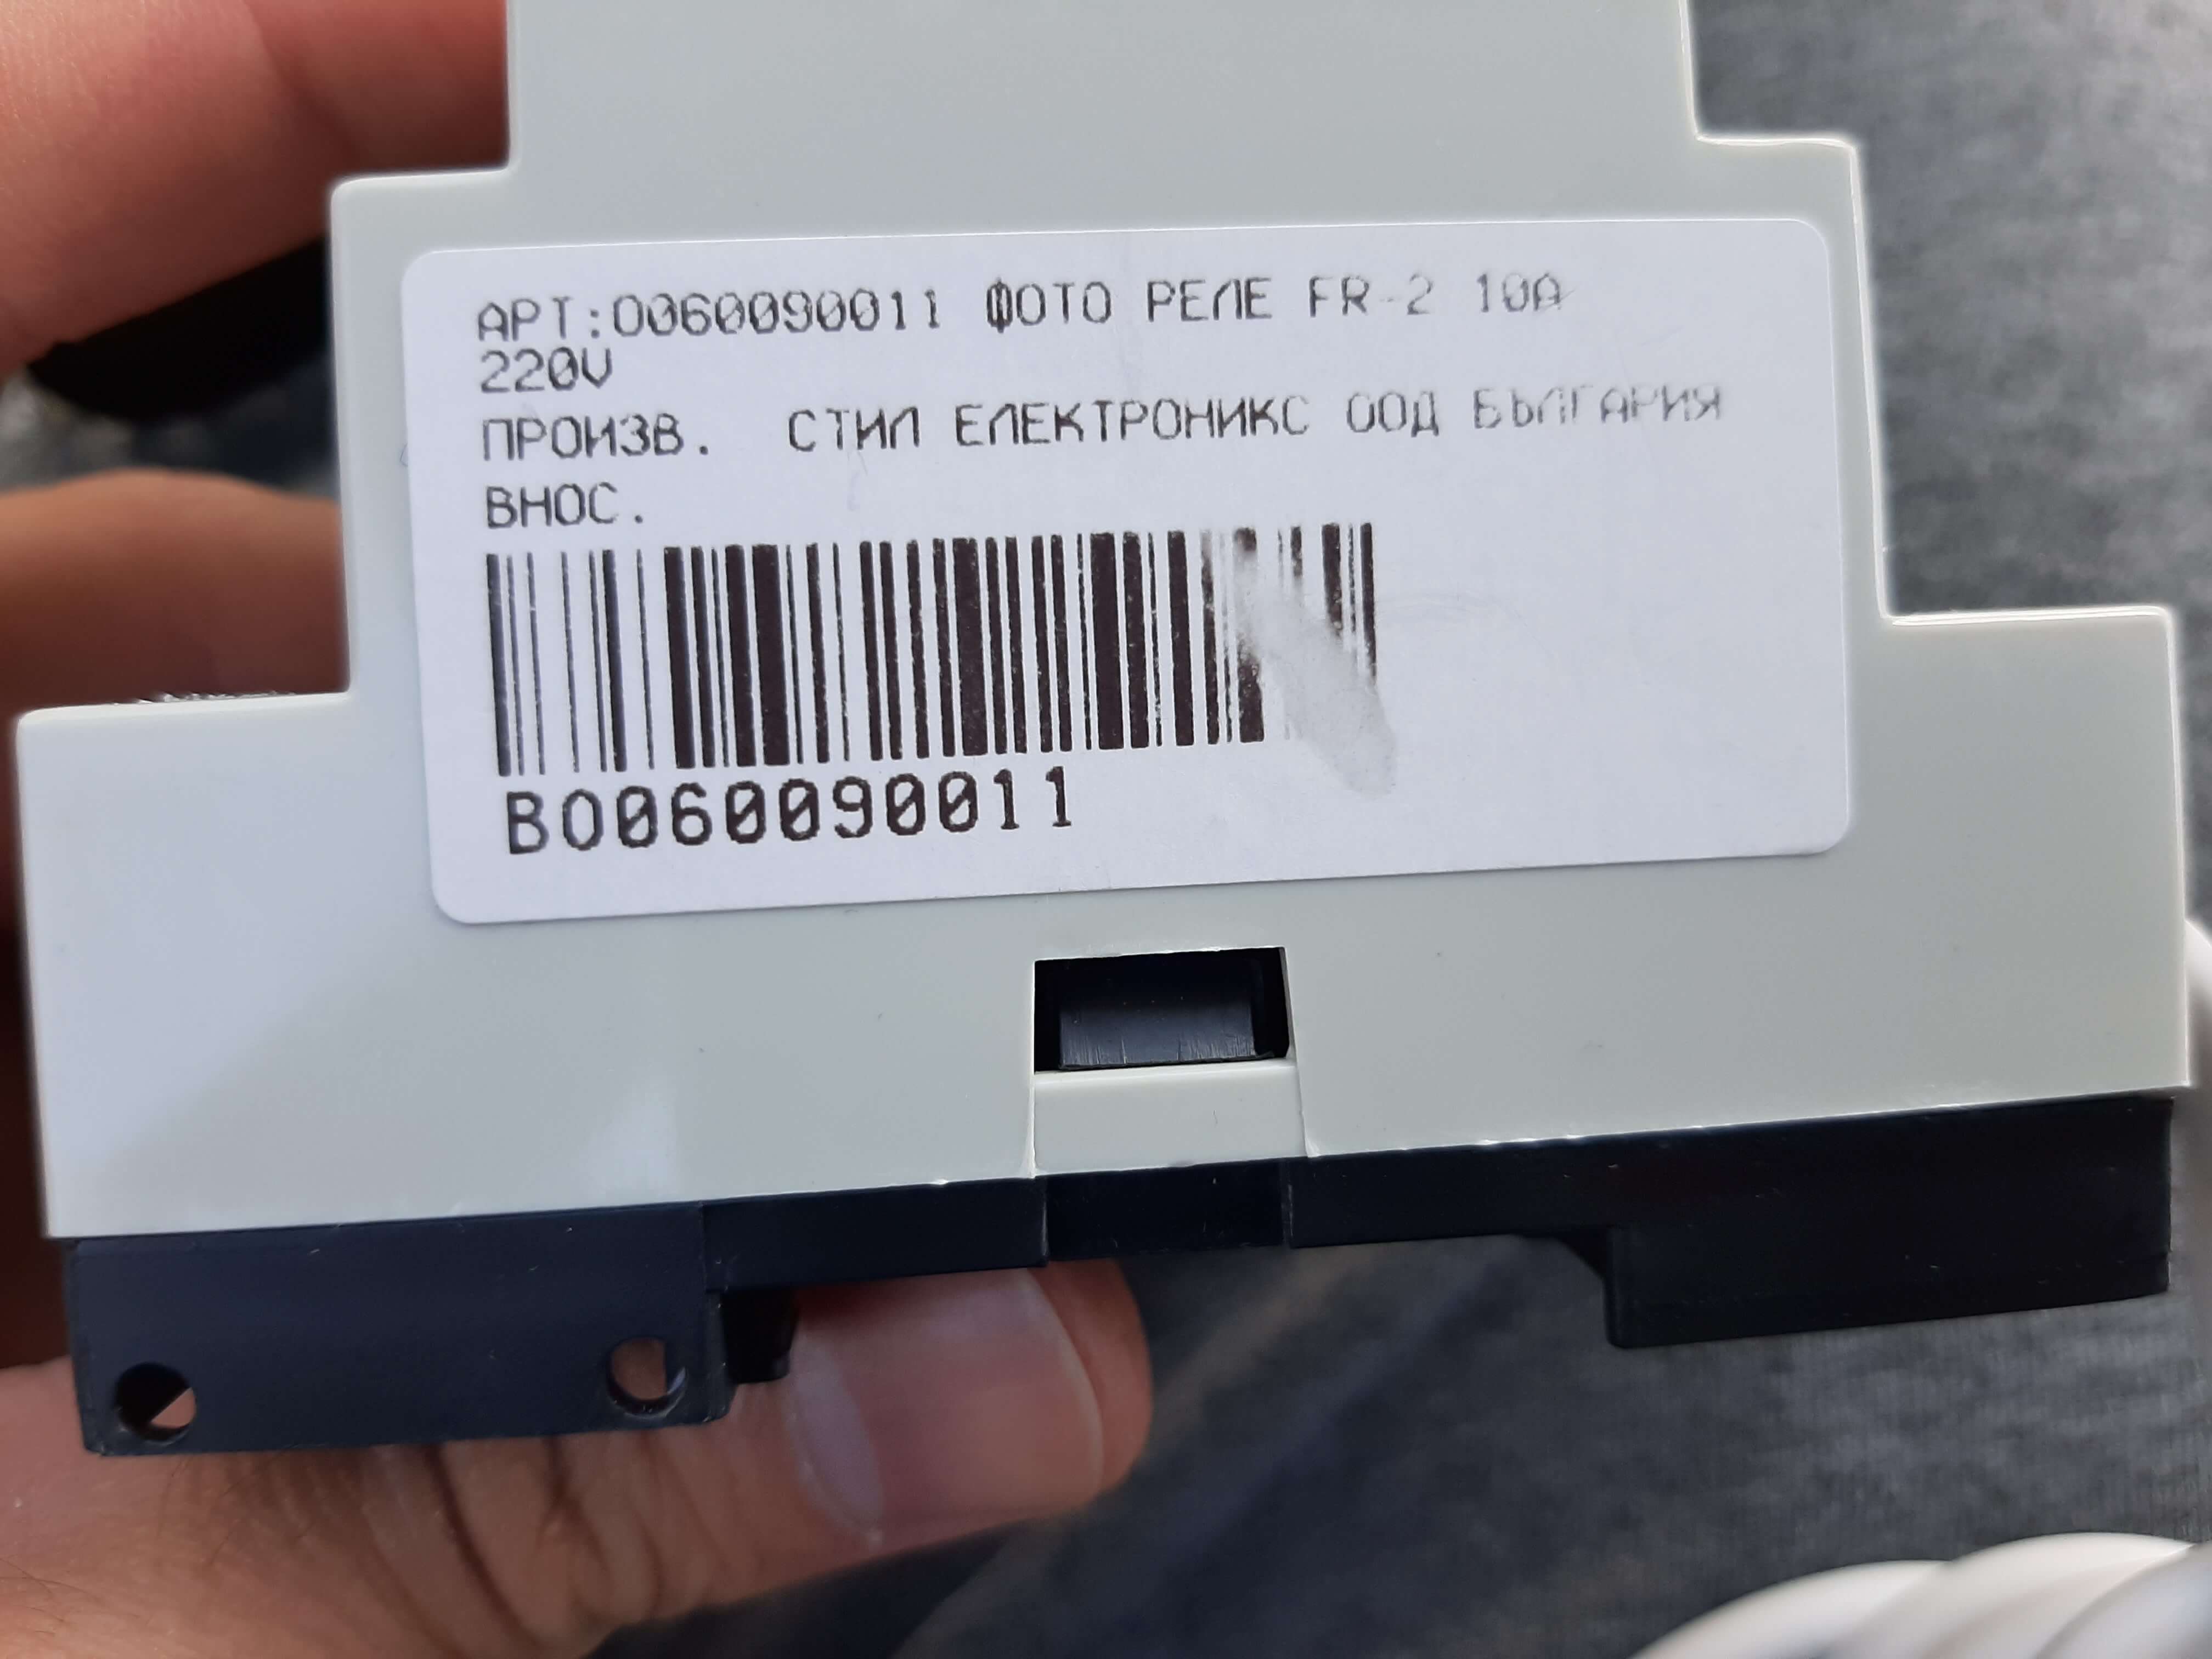 АРТ:0060090011 ФОТО РЕЛЕ FR-2 10A
220V
ПРОИЗВ. СТИЛ ЕЛЕКТРОНИКС ООД БЪЛГАРИЯ
ВНОС.
B0060090011